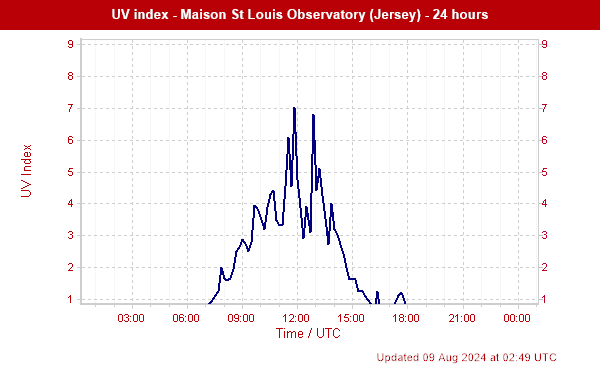 UV index - Maison St Louis Observatory (Jersey) - 24 hours
9 9
8 8
7 7
6 6
5 5
4 4
3 3
2 2
1 1
UV Index
03:00 06:00 09:00 12:00 15:00 18:00 21:00 00:00
Time / UTC
Updated 09 Aug 2024 at 02:49 UTC